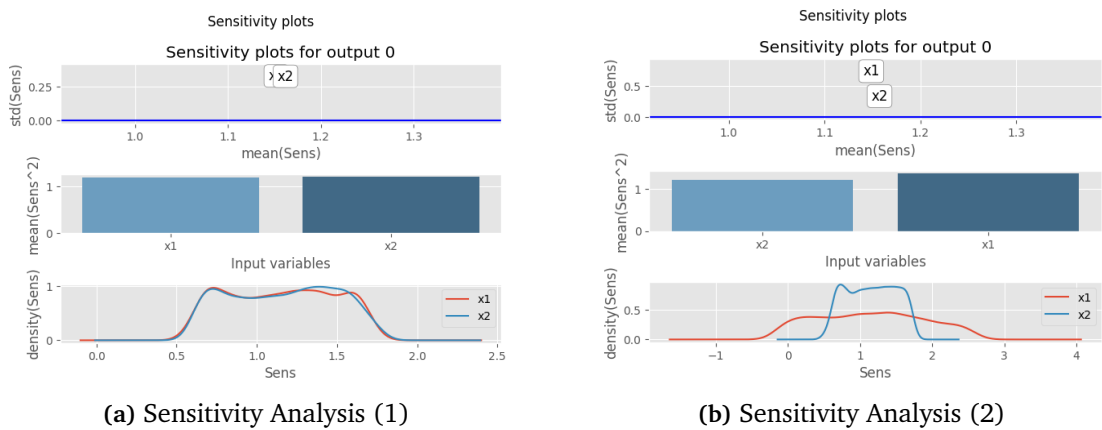 Sensitivity plots
Sensitivity plots for output 0
std(Sens)
0.25
0.00
x2
1.0 1.1 1.2 1.3
mean(Sens)
mean(Sens^2)
1
0
x1 x2
Input variables
density(Sens)
1
0
x1
x2
0.0 0.5 1.0 1.5 2.0 2.5
Sens
(a) Sensitivity Analysis (1)
Sensitivity plots
Sensitivity plots for output 0
std(Sens)
0.5
0.0
x1
x2
1.0 1.1 1.2 1.3
mean(Sens)
mean(Sens^2)
1
0
x2 x1
Input variables
density(Sens)
0.5
0.0
x1
x2
−1 0 1 2 3 4
Sens
(b) Sensitivity Analysis (2)